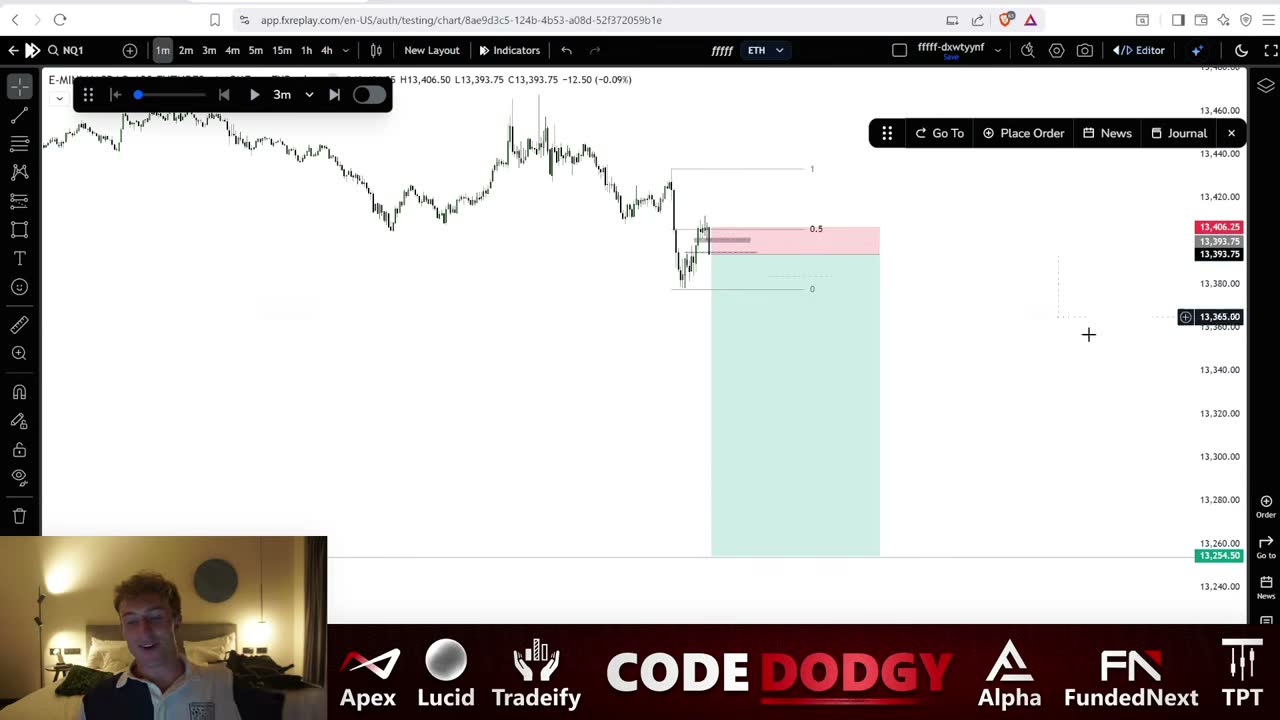 app.fxreplay.com/en-US/auth/testing/chart/8ae9d3c5-124b-4b53-a08d-52f372059b1e
NQ1 1m 2m 3m 4m 5m 15m 1h 4h New Layout Indicators fffff ETH fffff-dxwtyynf Save Editor
H13,406.50 L13,393.75 C13,393.75 −12.50 (−0.09%)
3m
Go To Place Order News Journal
13,460.00
13,440.00
13,420.00
13,406.25
13,393.75
13,393.75
13,380.00
13,365.00
13,360.00
13,340.00
13,320.00
13,300.00
13,280.00
13,260.00
13,254.50
13,240.00
1
0.5
0
Order
Go to
News
CODE DODGY
Apex Lucid Tradeify Alpha FundedNext TPT